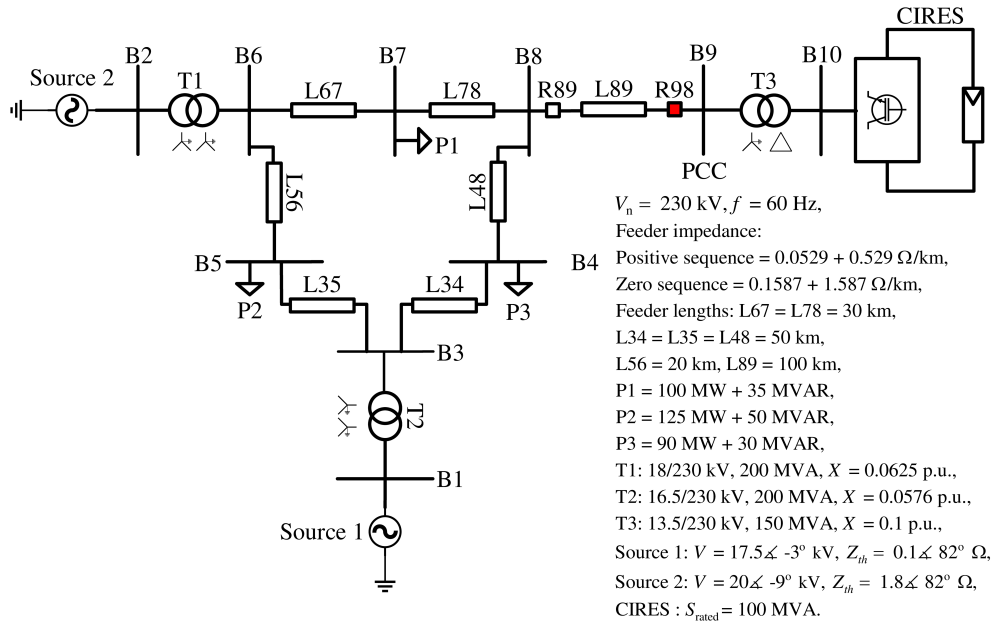 CIRES
B2
B6
B7
B8
B9
B10
Source 2
T1
L67
L78
R89
L89
R98
T3
P1
PCC
L56
L48
B5
B4
P2
L35
L34
P3
B3
T2
B1
Source 1
Vₙ = 230 kV, f = 60 Hz,
Feeder impedance:
Positive sequence = 0.0529 + 0.529 Ω/km,
Zero sequence = 0.1587 + 1.587 Ω/km,
Feeder lengths: L67 = L78 = 30 km,
L34 = L35 = L48 = 50 km,
L56 = 20 km, L89 = 100 km,
P1 = 100 MW + 35 MVAR,
P2 = 125 MW + 50 MVAR,
P3 = 90 MW + 30 MVAR,
T1: 18/230 kV, 200 MVA, X = 0.0625 p.u.,
T2: 16.5/230 kV, 200 MVA, X = 0.0576 p.u.,
T3: 13.5/230 kV, 150 MVA, X = 0.1 p.u.,
Source 1: V = 17.5∡ -3° kV, Zth = 0.1∡ 82° Ω,
Source 2: V = 20∡ -9° kV, Zth = 1.8∡ 82° Ω,
CIRES : Srated = 100 MVA.